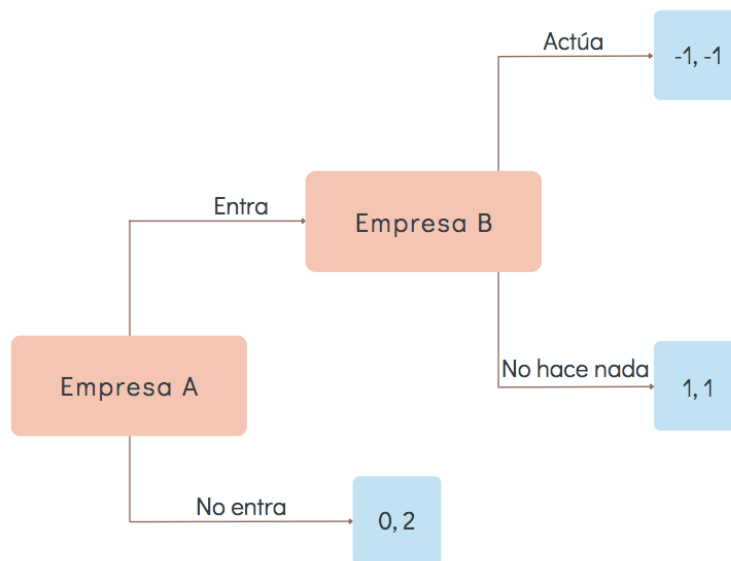 Actúa
-1, -1
Entra
Empresa B
No hace nada
1, 1
Empresa A
No entra
0, 2